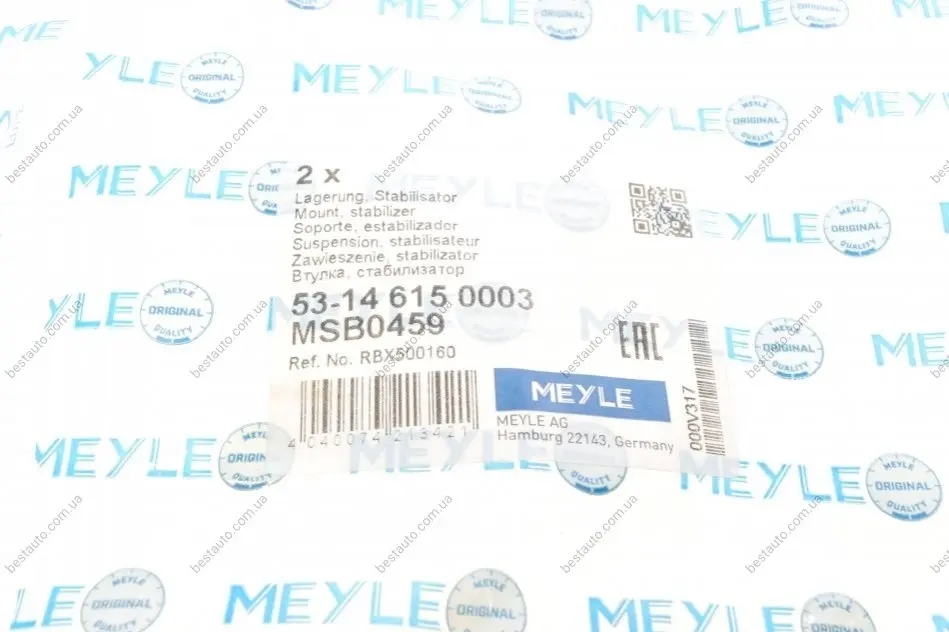 2 x
Lagerung, Stabilisator
Mount, stabilizer
Soporte, estabilizador
Suspension, stabilisateur
Zawieszenie, stabilizator
Втулка, стабилизатор
53-14 615 0003
MSB0459
Ref. No. RBX500160
4 040074 213421
EAC
MEYLE
MEYLE AG
Hamburg 22143, Germany
000V317
MEYLE
MEYLE ORIGINAL QUALITY
bestauto.com.ua